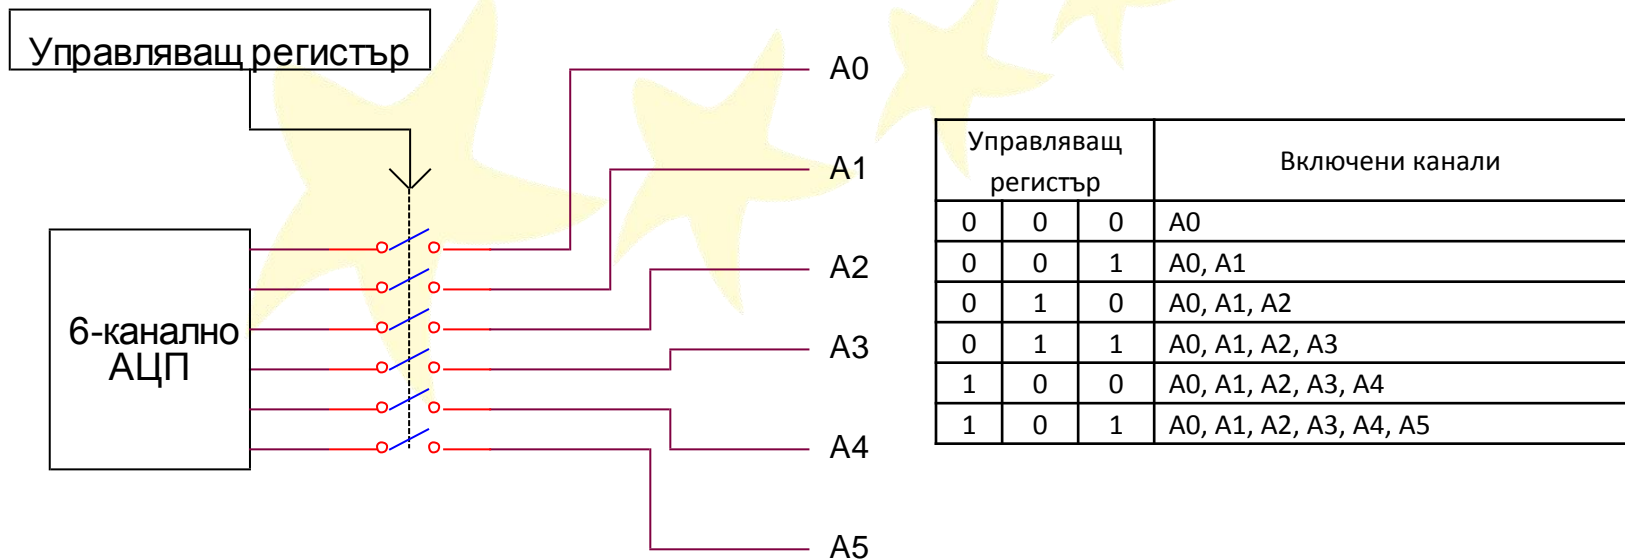 Управляващ регистър
A0
A1
A2
A3
A4
A5
6-канално
АЦП
Управляващ
регистър
Включени канали
0 0 0 A0
0 0 1 A0, A1
0 1 0 A0, A1, A2
0 1 1 A0, A1, A2, A3
1 0 0 A0, A1, A2, A3, A4
1 0 1 A0, A1, A2, A3, A4, A5